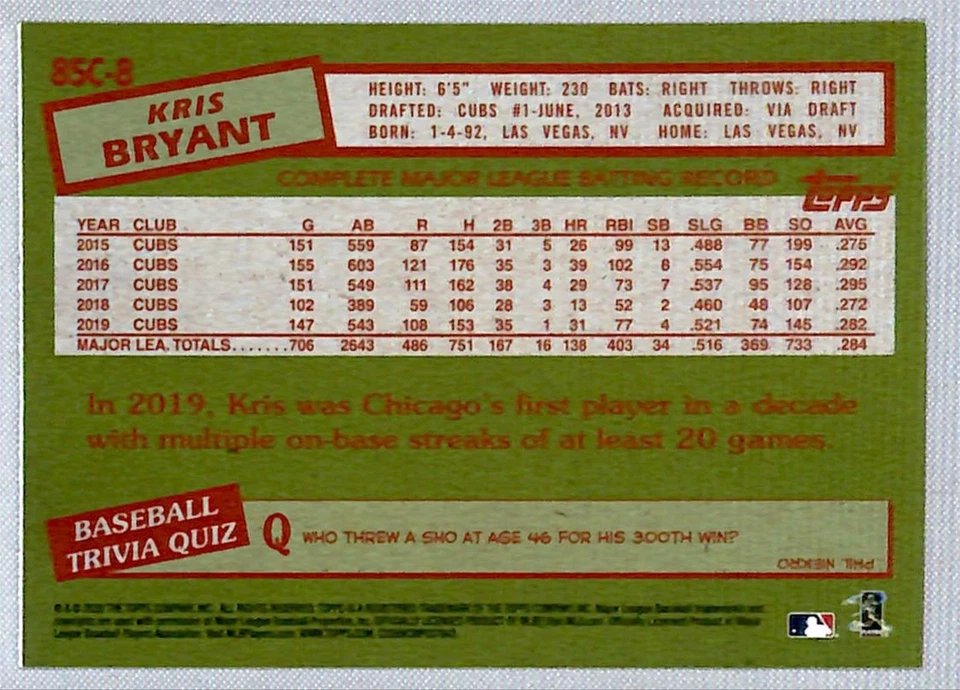 85C-8
KRIS
BRYANT
HEIGHT: 6'5" WEIGHT: 230 BATS: RIGHT THROWS: RIGHT
DRAFTED: CUBS #1-JUNE, 2013 ACQUIRED: VIA DRAFT
BORN: 1-4-92, LAS VEGAS, NV HOME: LAS VEGAS, NV
COMPLETE MAJOR LEAGUE BATTING RECORD
TOPPS
YEAR CLUB G AB R H 2B 3B HR RBI SB SLG BB SO AVG
2015 CUBS 151 559 87 154 31 5 26 99 13 .488 77 199 .275
2016 CUBS 155 603 121 176 35 3 39 102 8 .554 75 154 .292
2017 CUBS 151 549 111 162 38 4 29 73 7 .537 95 128 .295
2018 CUBS 102 389 59 106 28 3 13 52 2 .460 48 107 .272
2019 CUBS 147 543 108 153 35 1 31 77 4 .521 74 145 .282
MAJOR LEA. TOTALS.......706 2643 486 751 167 16 138 403 34 .516 369 733 .284
In 2019, Kris was Chicago's first player in a decade
with multiple on-base streaks of at least 20 games.
BASEBALL
TRIVIA QUIZ
Q WHO THREW A SHO AT AGE 46 FOR HIS 300TH WIN?
PHIL NIEKRO